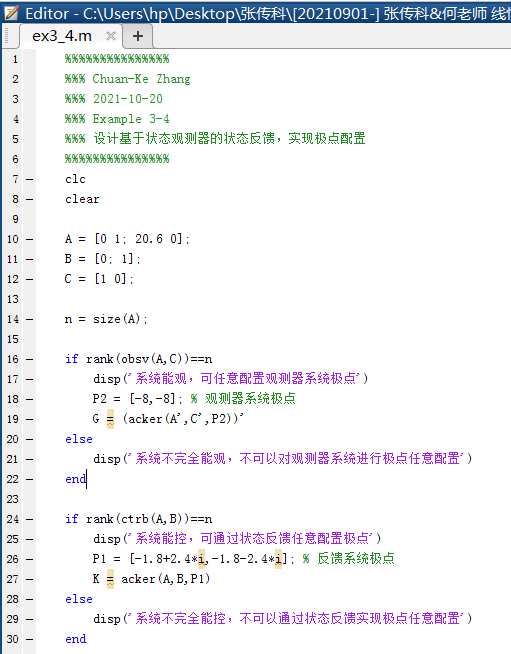 Editor - C:\Users\hp\Desktop\张传科\[20210901-] 张传科&何老师 线
ex3_4.m
1 %%%%%%%%%%%%%%%
2 %%% Chuan-Ke Zhang
3 %%% 2021-10-20
4 %%% Example 3-4
5 %%% 设计基于状态观测器的状态反馈，实现极点配置
6 %%%%%%%%%%%%%%%
7 - clc
8 - clear
9
10 - A = [0 1; 20.6 0];
11 - B = [0; 1];
12 - C = [1 0];
13
14 - n = size(A);
15
16 - if rank(obsv(A,C))==n
17 - disp('系统能观，可任意配置观测器系统极点')
18 - P2 = [-8,-8]; % 观测器系统极点
19 - G = (acker(A',C',P2))'
20 - else
21 - disp('系统不完全能观，不可以对观测器系统进行极点任意配置')
22 - end
23
24 - if rank(ctrb(A,B))==n
25 - disp('系统能控，可通过状态反馈任意配置极点')
26 - P1 = [-1.8+2.4*i,-1.8-2.4*i]; % 反馈系统极点
27 - K = acker(A,B,P1)
28 - else
29 - disp('系统不完全能控，不可以通过状态反馈实现极点任意配置')
30 - end